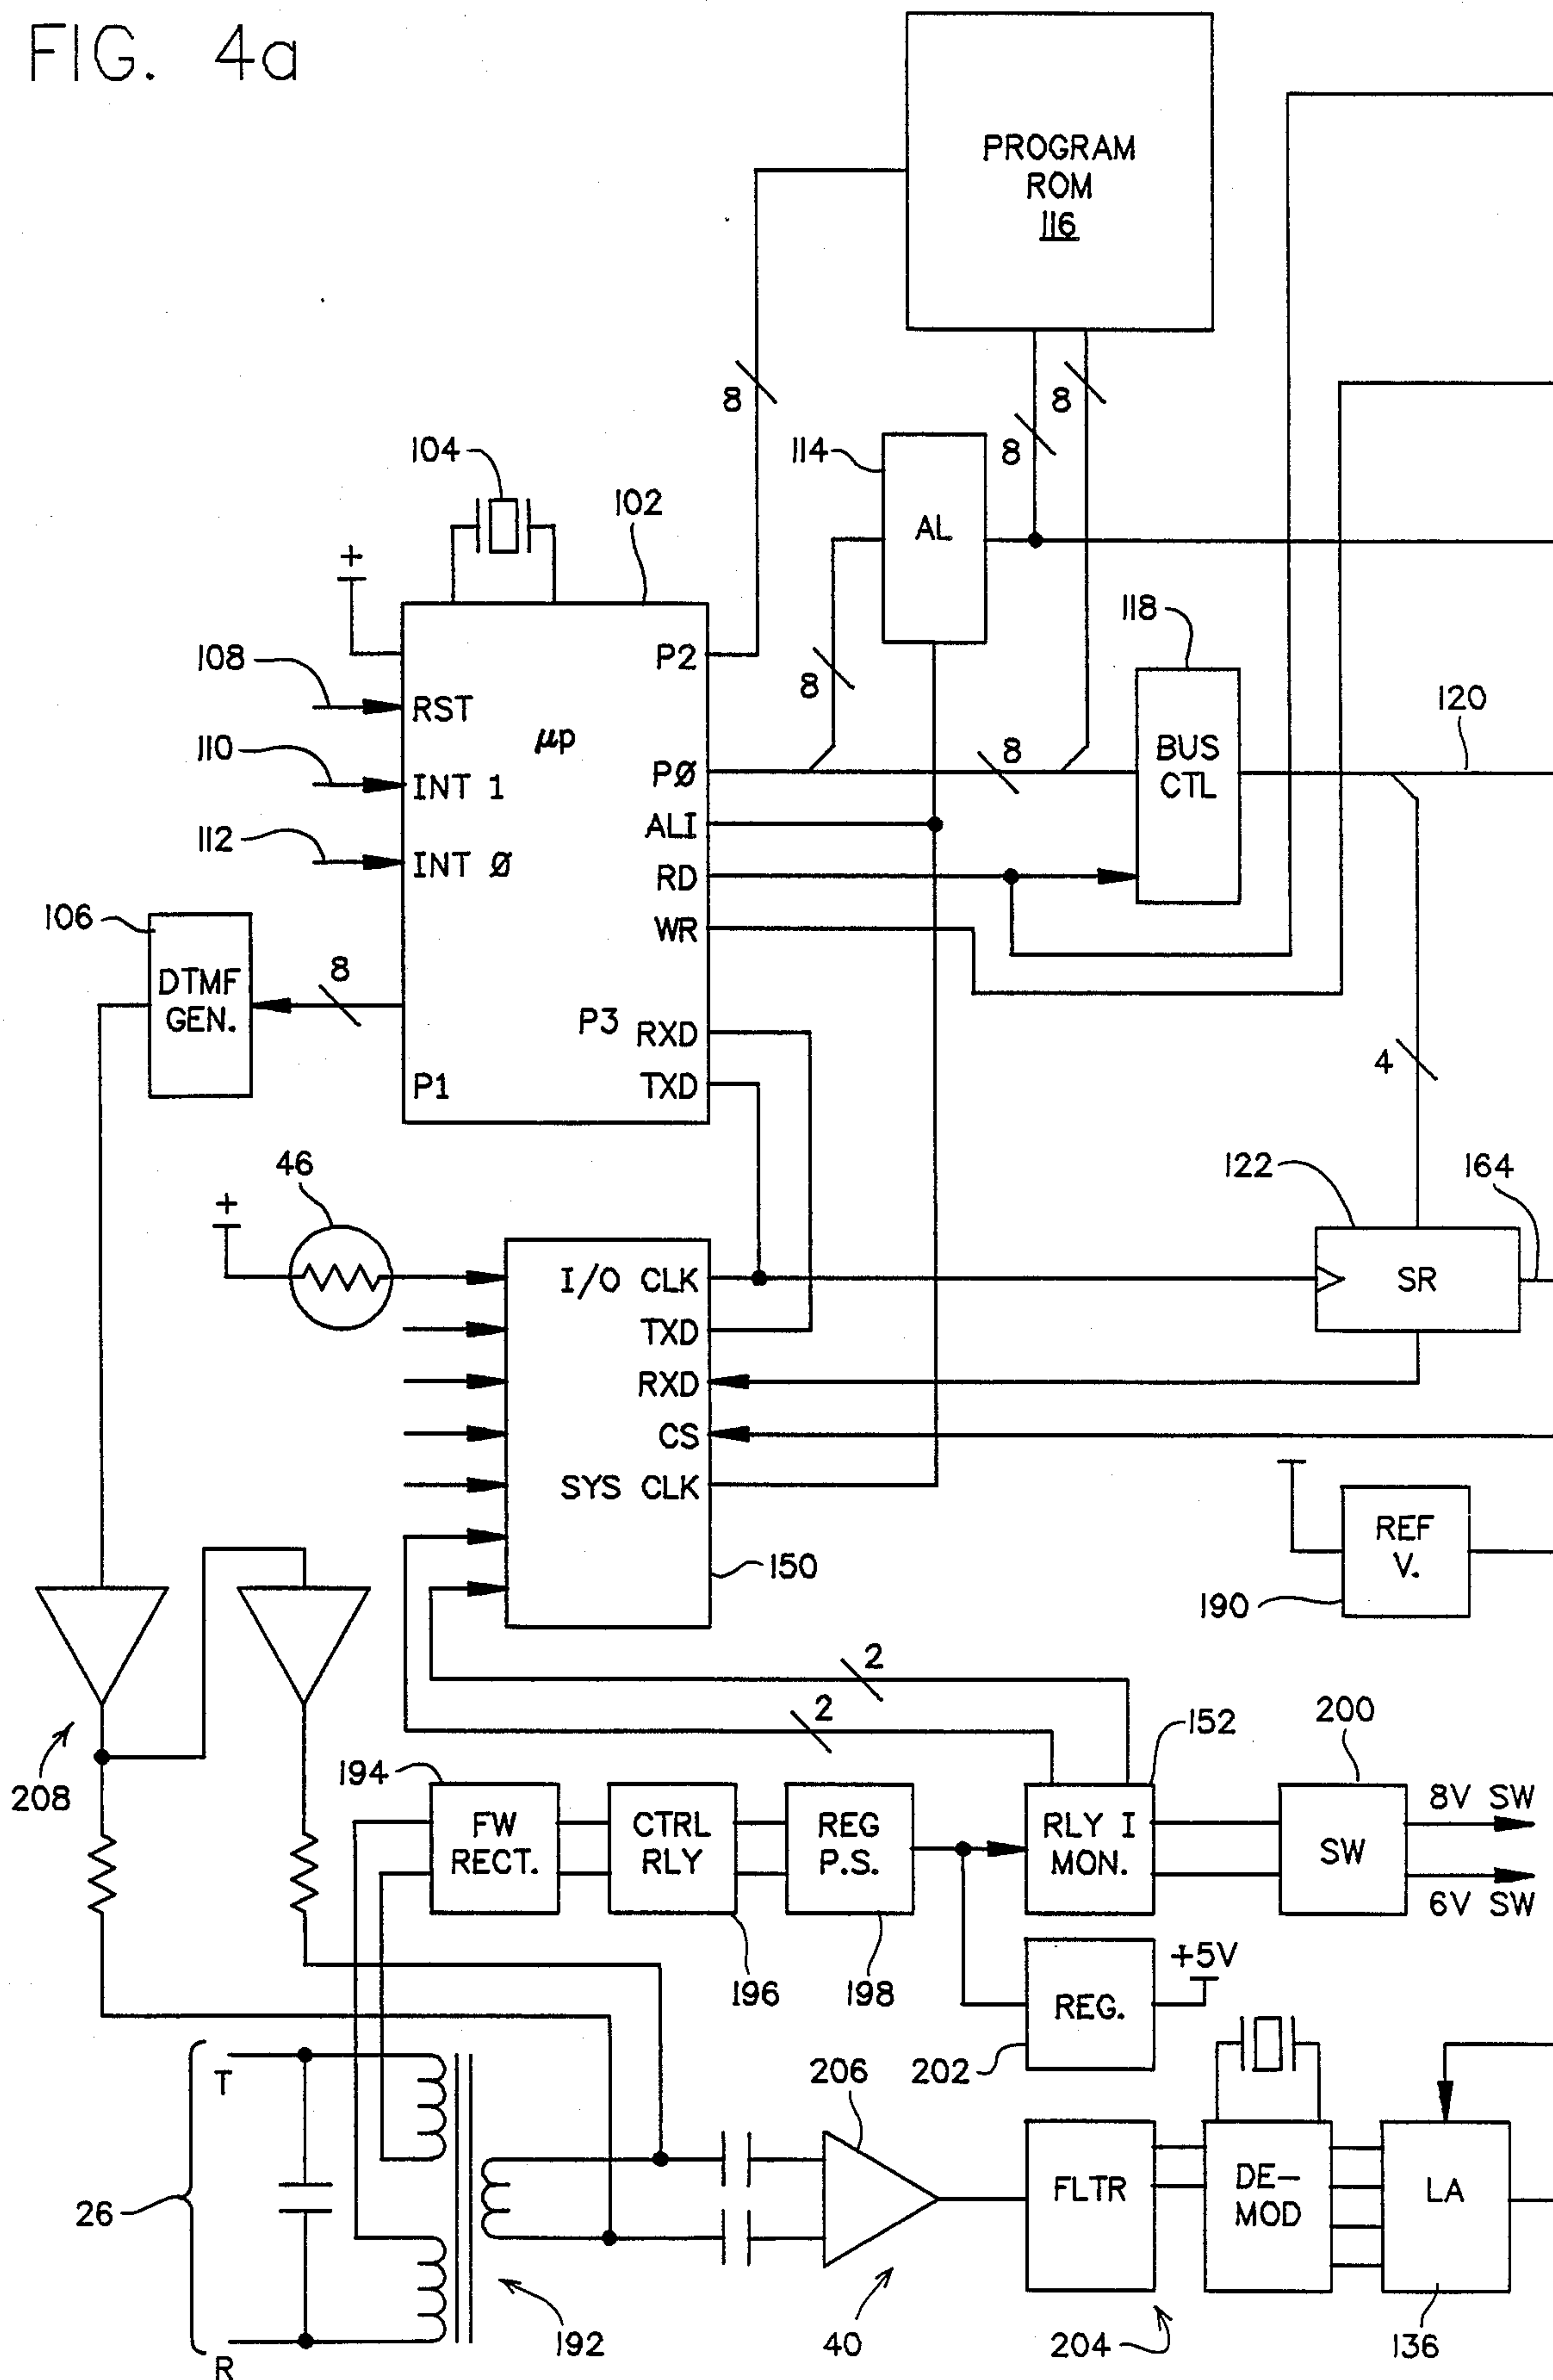 FIG. 4a
PROGRAM
ROM
116
8
8
8
104
114
102
AL
+
118
108
P2
8
RST
μp
120
110
BUS
CTL
8
INT 1
PØ
112
ALI
INT Ø
RD
106
WR
DTMF
GEN.
8
P3
RXD
4
P1
TXD
46
122
164
+
I/O CLK
SR
TXD
RXD
CS
SYS CLK
REF
V.
150
190
2
2
152
200
208
194
8V SW
FW
RECT.
CTRL
RLY
REG
P.S.
RLY I
MON.
SW
6V SW
+5V
196
198
REG.
202
T
206
FLTR
DE-
MOD
LA
26
192
40
204
136
R